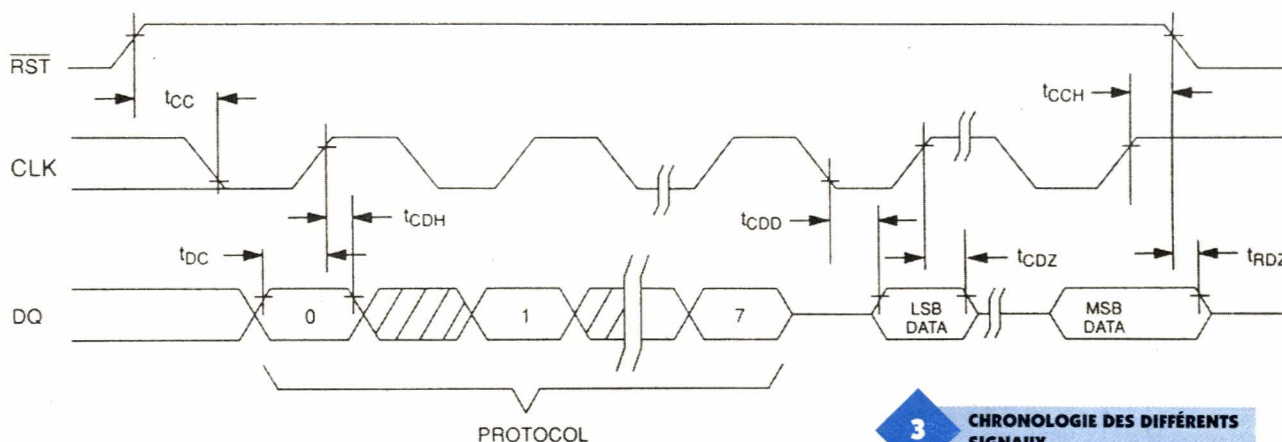 RST
tCC
tCCH
CLK
tCDH
tCDD
tDC
tCDZ
tRDZ
DQ
0
1
7
LSB
DATA
MSB
DATA
PROTOCOL
3
CHRONOLOGIE DES DIFFÉRENTS
SIGNAUX